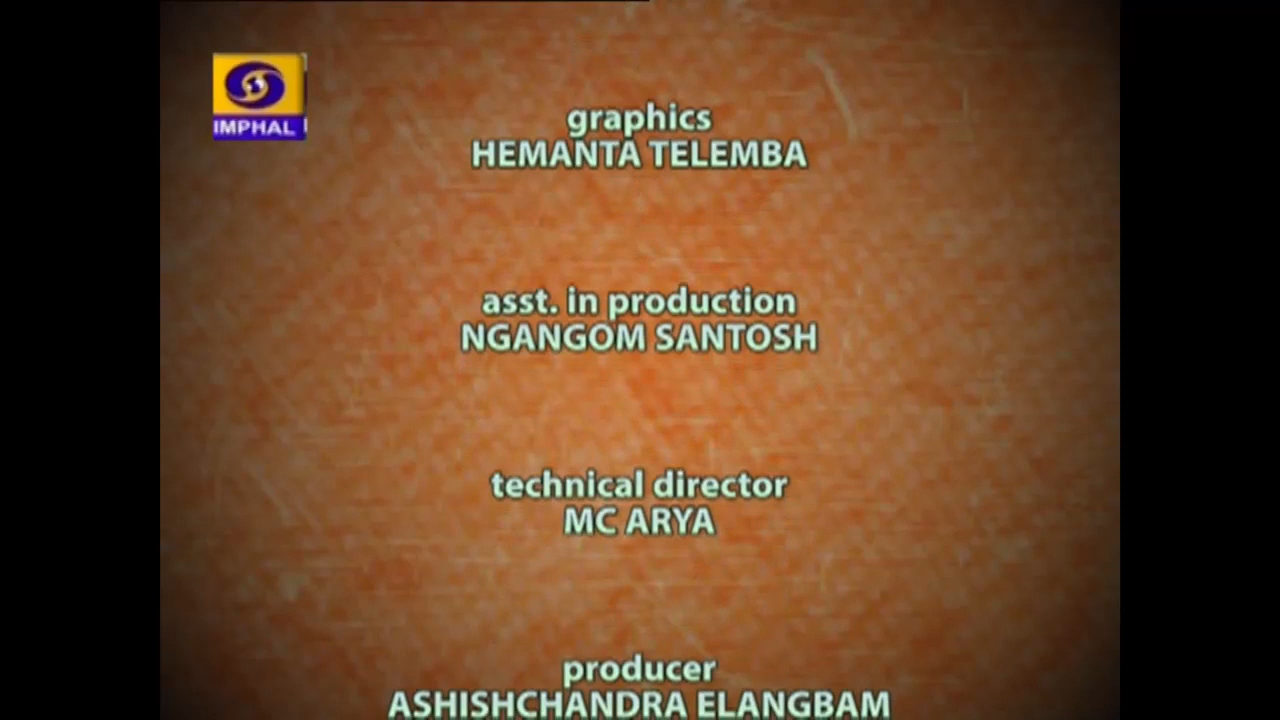 IMPHAL
graphics
HEMANTA TELEMBA
asst. in production
NGANGOM SANTOSH
technical director
MC ARYA
producer
ASHISHCHANDRA ELANGBAM